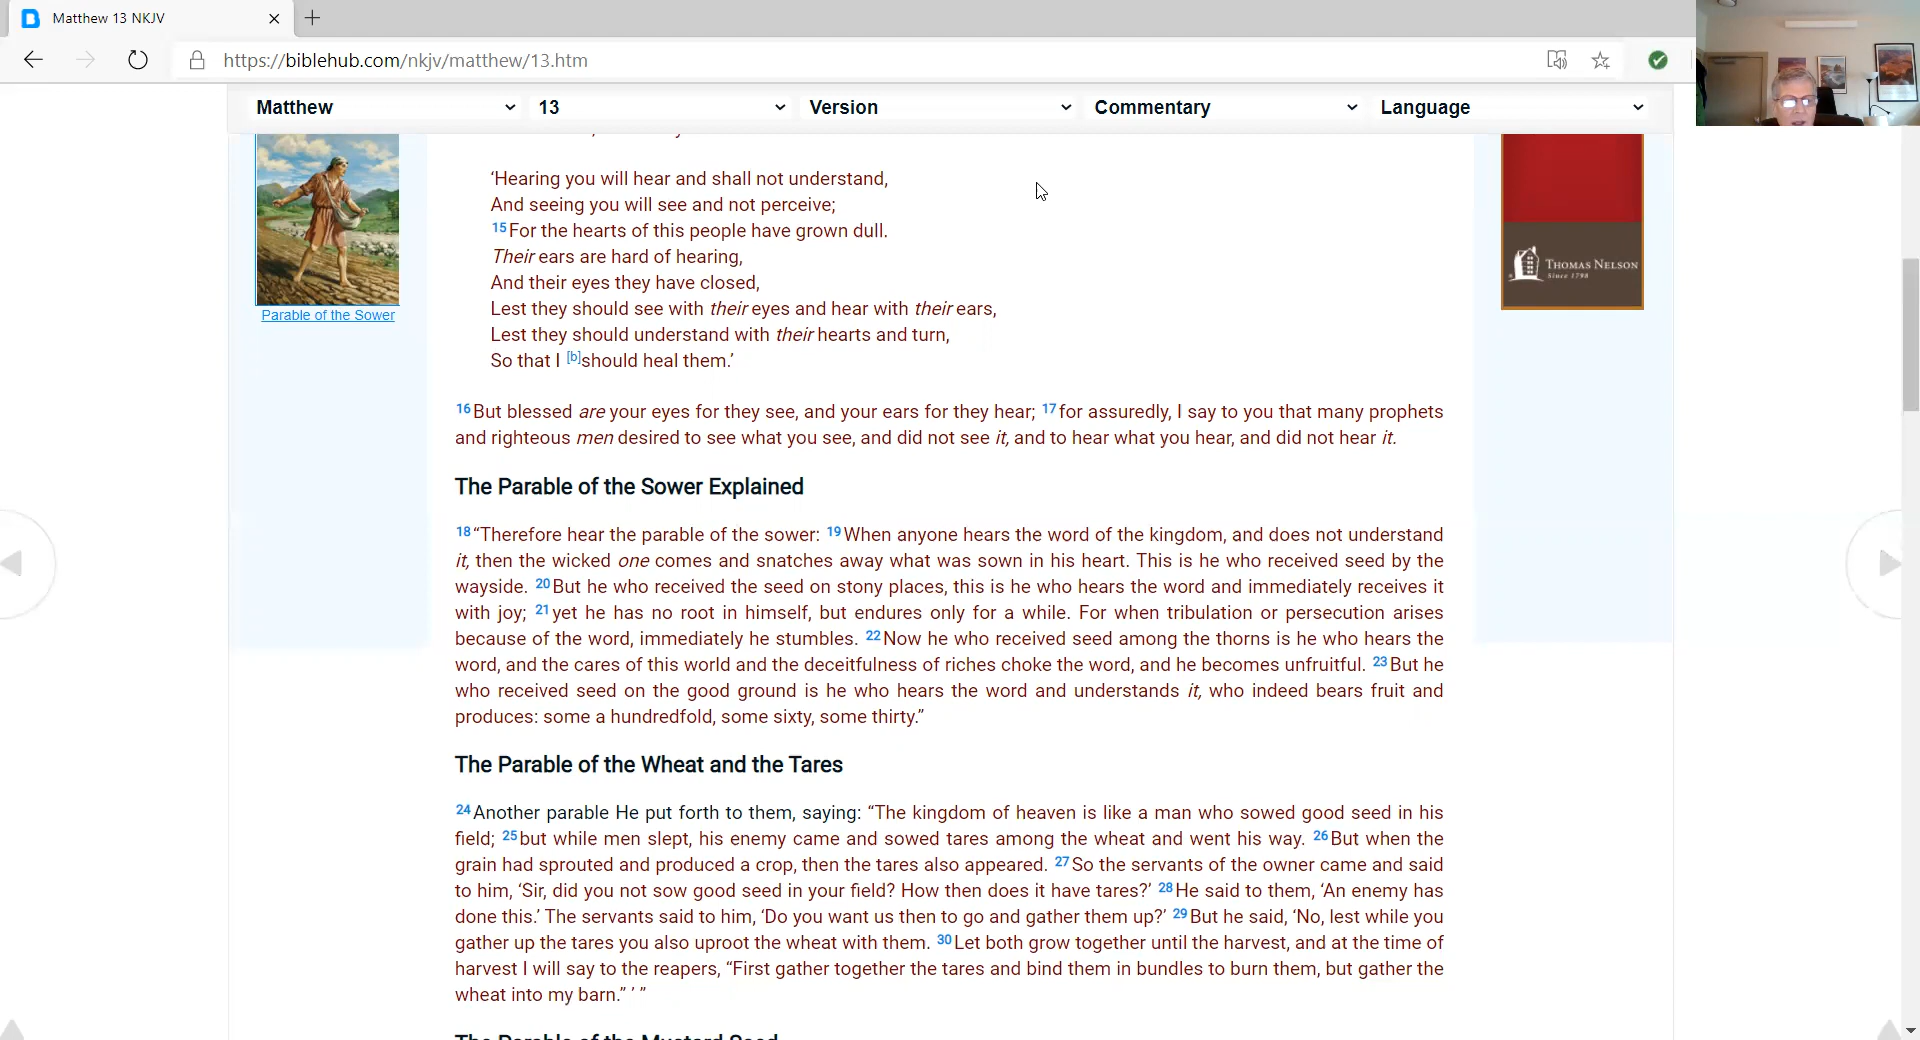 Matthew 13 NKJV
https://biblehub.com/nkjv/matthew/13.htm
Matthew 13 Version Commentary Language
‘Hearing you will hear and shall not understand,
And seeing you will see and not perceive;
15 For the hearts of this people have grown dull.
Their ears are hard of hearing,
And their eyes they have closed,
Lest they should see with their eyes and hear with their ears,
Lest they should understand with their hearts and turn,
So that I [b]should heal them.’
Parable of the Sower
THOMAS NELSON
Since 1798
16 But blessed are your eyes for they see, and your ears for they hear; 17 for assuredly, I say to you that many prophets
and righteous men desired to see what you see, and did not see it, and to hear what you hear, and did not hear it.
The Parable of the Sower Explained
18 “Therefore hear the parable of the sower: 19 When anyone hears the word of the kingdom, and does not understand
it, then the wicked one comes and snatches away what was sown in his heart. This is he who received seed by the
wayside. 20 But he who received the seed on stony places, this is he who hears the word and immediately receives it
with joy; 21 yet he has no root in himself, but endures only for a while. For when tribulation or persecution arises
because of the word, immediately he stumbles. 22 Now he who received seed among the thorns is he who hears the
word, and the cares of this world and the deceitfulness of riches choke the word, and he becomes unfruitful. 23 But he
who received seed on the good ground is he who hears the word and understands it, who indeed bears fruit and
produces: some a hundredfold, some sixty, some thirty.”
The Parable of the Wheat and the Tares
24 Another parable He put forth to them, saying: “The kingdom of heaven is like a man who sowed good seed in his
field; 25 but while men slept, his enemy came and sowed tares among the wheat and went his way. 26 But when the
grain had sprouted and produced a crop, then the tares also appeared. 27 So the servants of the owner came and said
to him, ‘Sir, did you not sow good seed in your field? How then does it have tares?’ 28 He said to them, ‘An enemy has
done this.’ The servants said to him, ‘Do you want us then to go and gather them up?’ 29 But he said, ‘No, lest while you
gather up the tares you also uproot the wheat with them. 30 Let both grow together until the harvest, and at the time of
harvest I will say to the reapers, “First gather together the tares and bind them in bundles to burn them, but gather the
wheat into my barn.” ’ ”
The Parable of the Mustard Seed